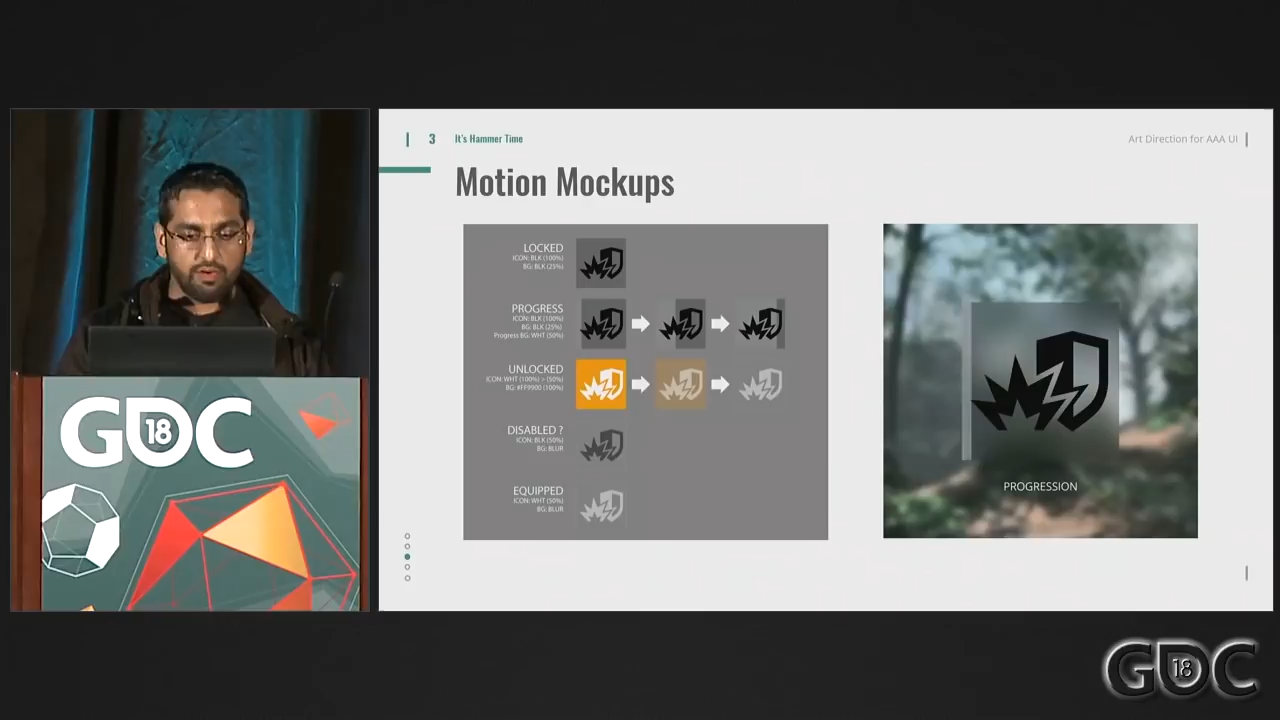 3 It's Hammer Time
Art Direction for AAA UI
Motion Mockups
LOCKED
ICON: BLK (100%)
BG: BLK (25%)
PROGRESS
ICON: BLK (100%)
BG: BLK (25%)
Progress BG: WHT (50%)
UNLOCKED
ICON: WHT (100%) > (50%)
BG: #FF9900 (100%)
DISABLED ?
ICON: BLK (50%)
BG: BLUR
EQUIPPED
ICON: WHT (50%)
BG: BLUR
PROGRESSION
GDC
18
GDC
18